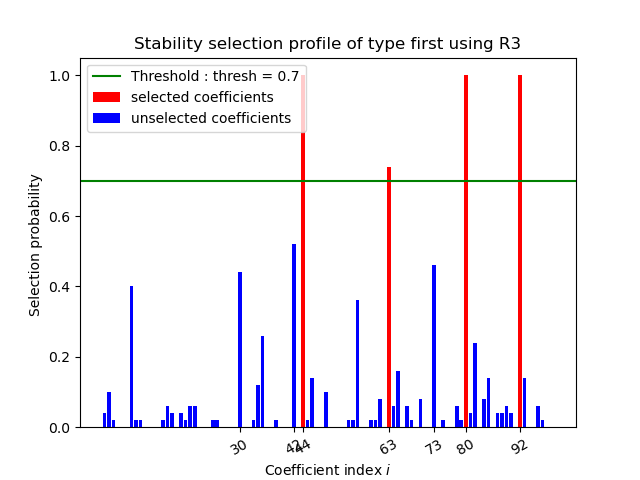 Stability selection profile of type first using R3
Threshold : thresh = 0.7
selected coefficients
unselected coefficients
1.0
0.8
0.6
0.4
0.2
0.0
Selection probability
30
42
44
63
73
80
92
Coefficient index i